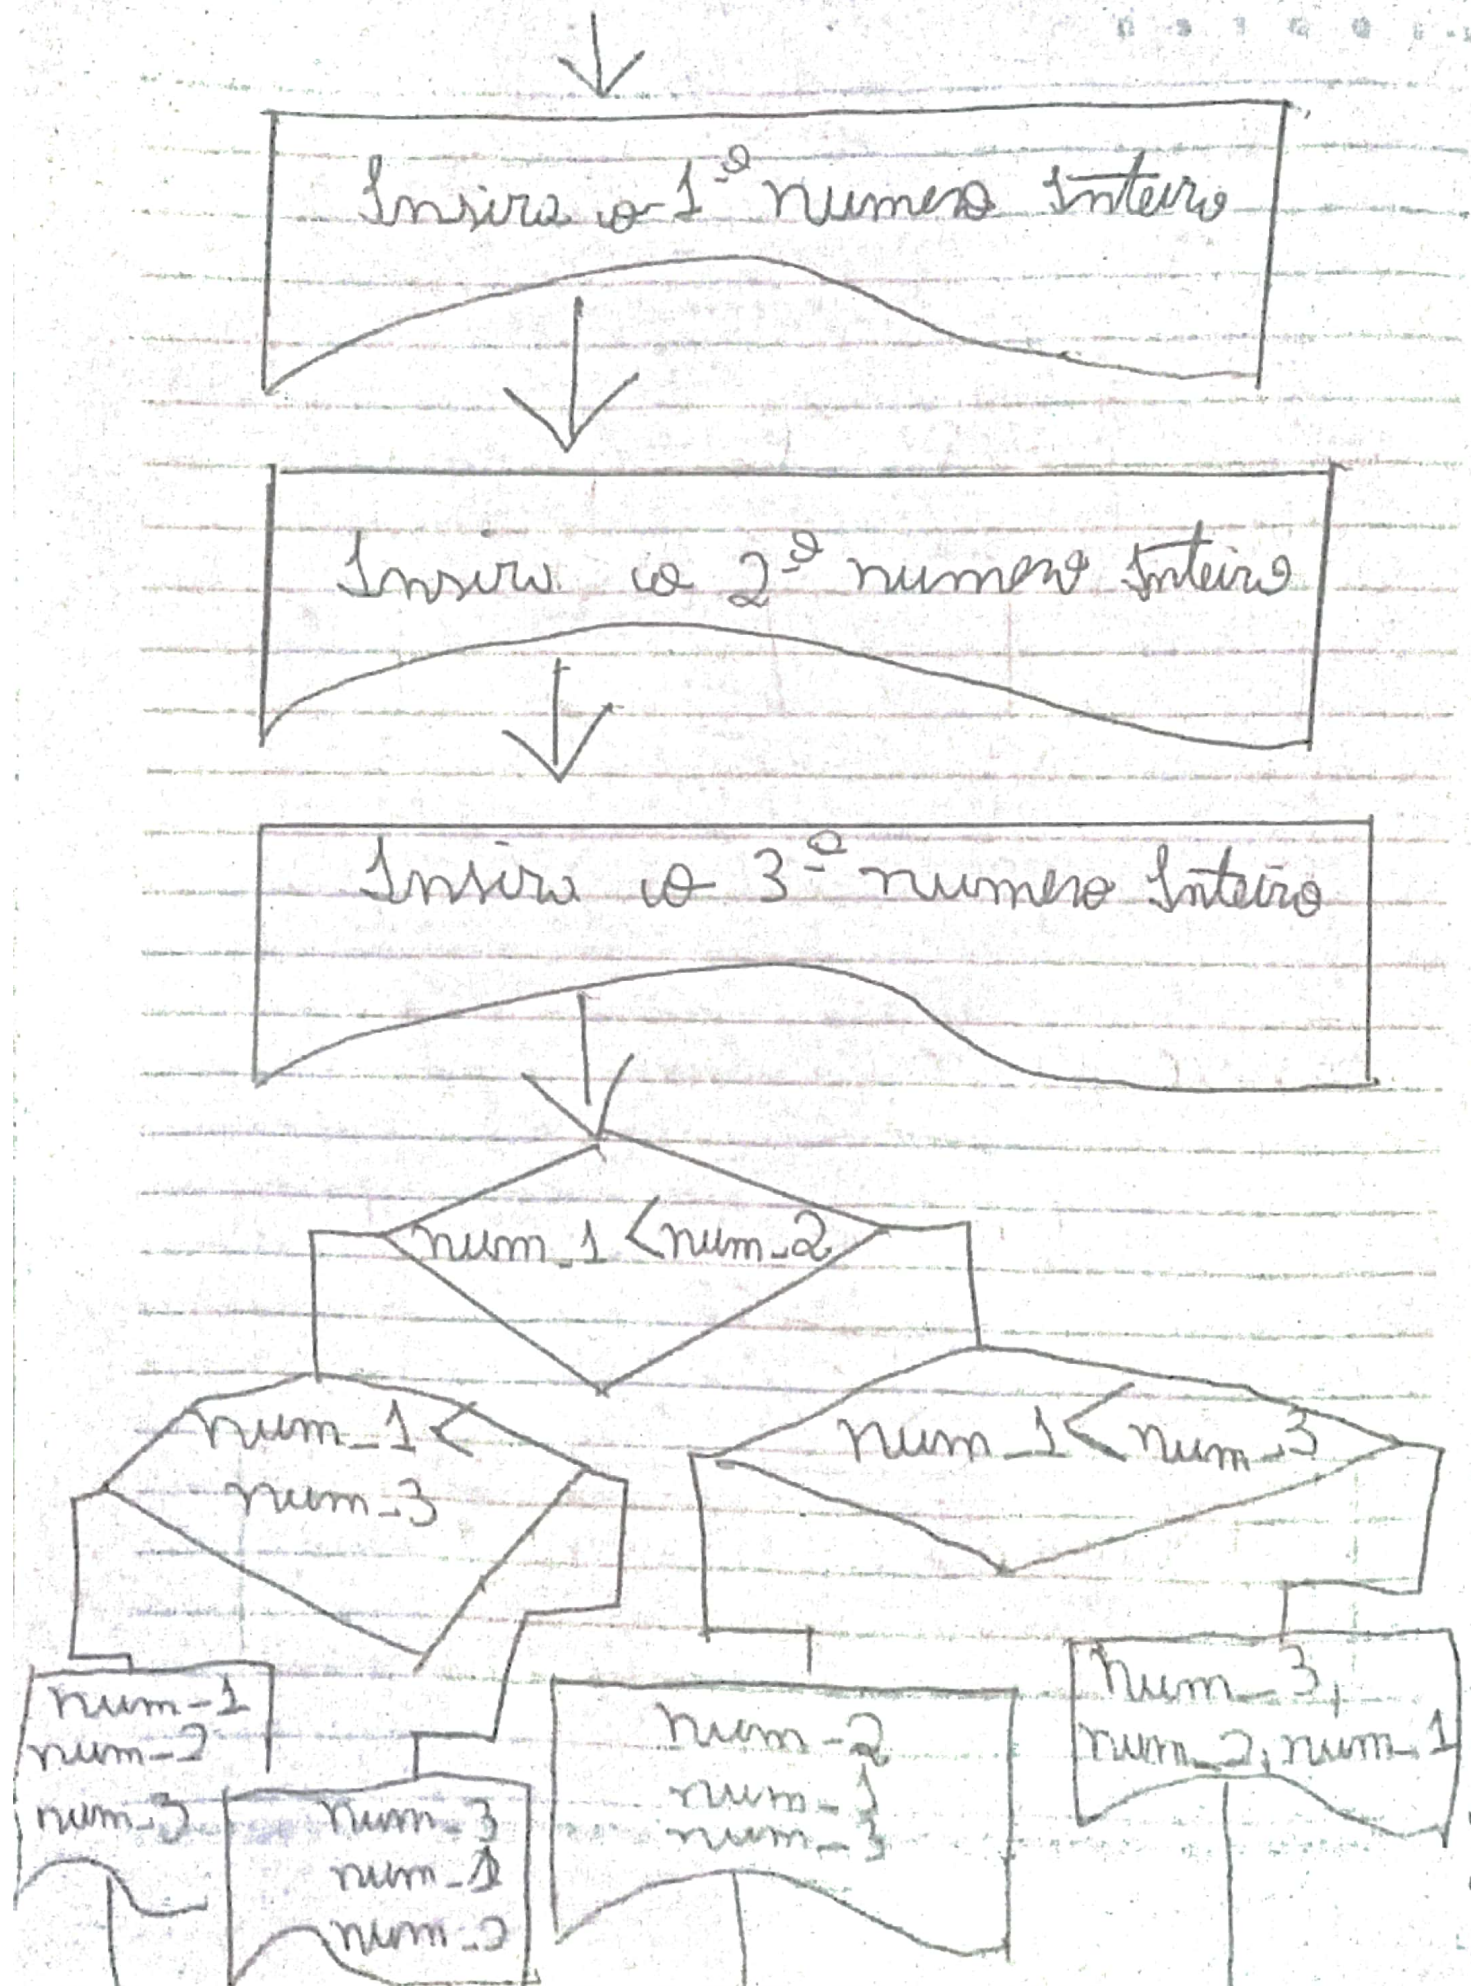 Insira o 1º numero Inteiro
Insira o 2º numero Inteiro
Insira o 3º numero Inteiro
num_1 < num_2
num_1 <
num_3
num_1 < num_3
num_1
num_2
num_3
num_3
num_1
num_2
num_2
num_1
num_3
num_3,
num_2, num_1